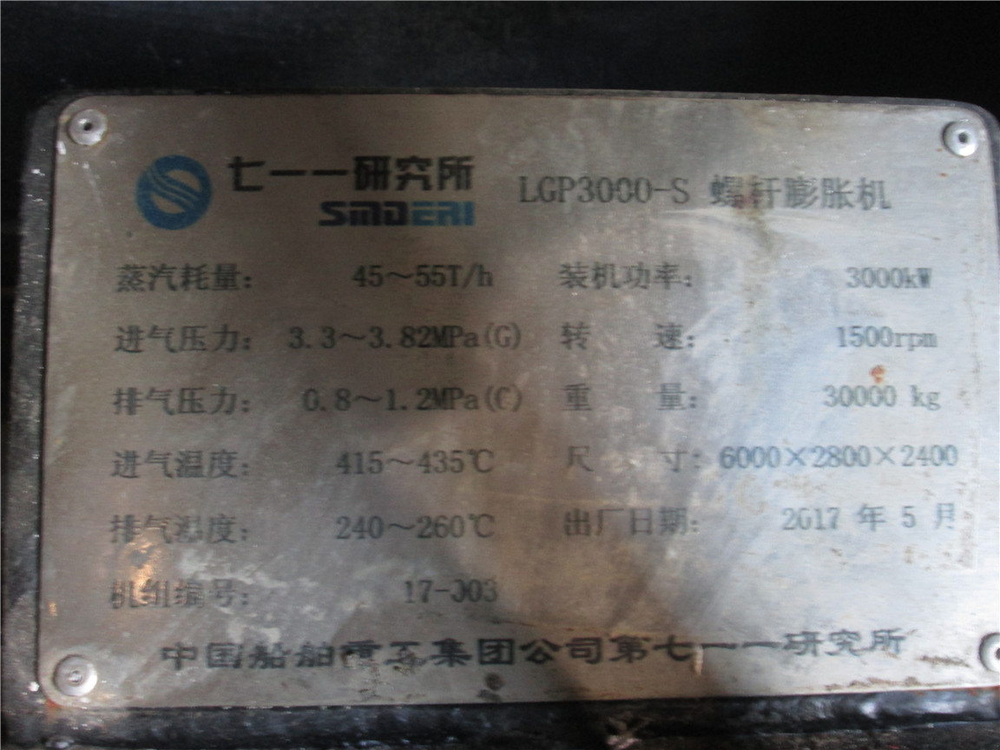 七一一研究所 LGP3000-S 螺杆膨胀机
SMDERI
蒸汽耗量: 45～55T/h 装机功率: 3000kW
进气压力: 3.3～3.82MPa(G) 转 速: 1500rpm
排气压力: 0.8～1.2MPa(G) 重 量: 30000 kg
进气温度: 415～435℃ 尺 寸: 6000×2800×2400
排气温度: 240～260℃ 出厂日期: 2017 年 5 月
机组编号: 17-003
中国船舶重工集团公司第七一一研究所